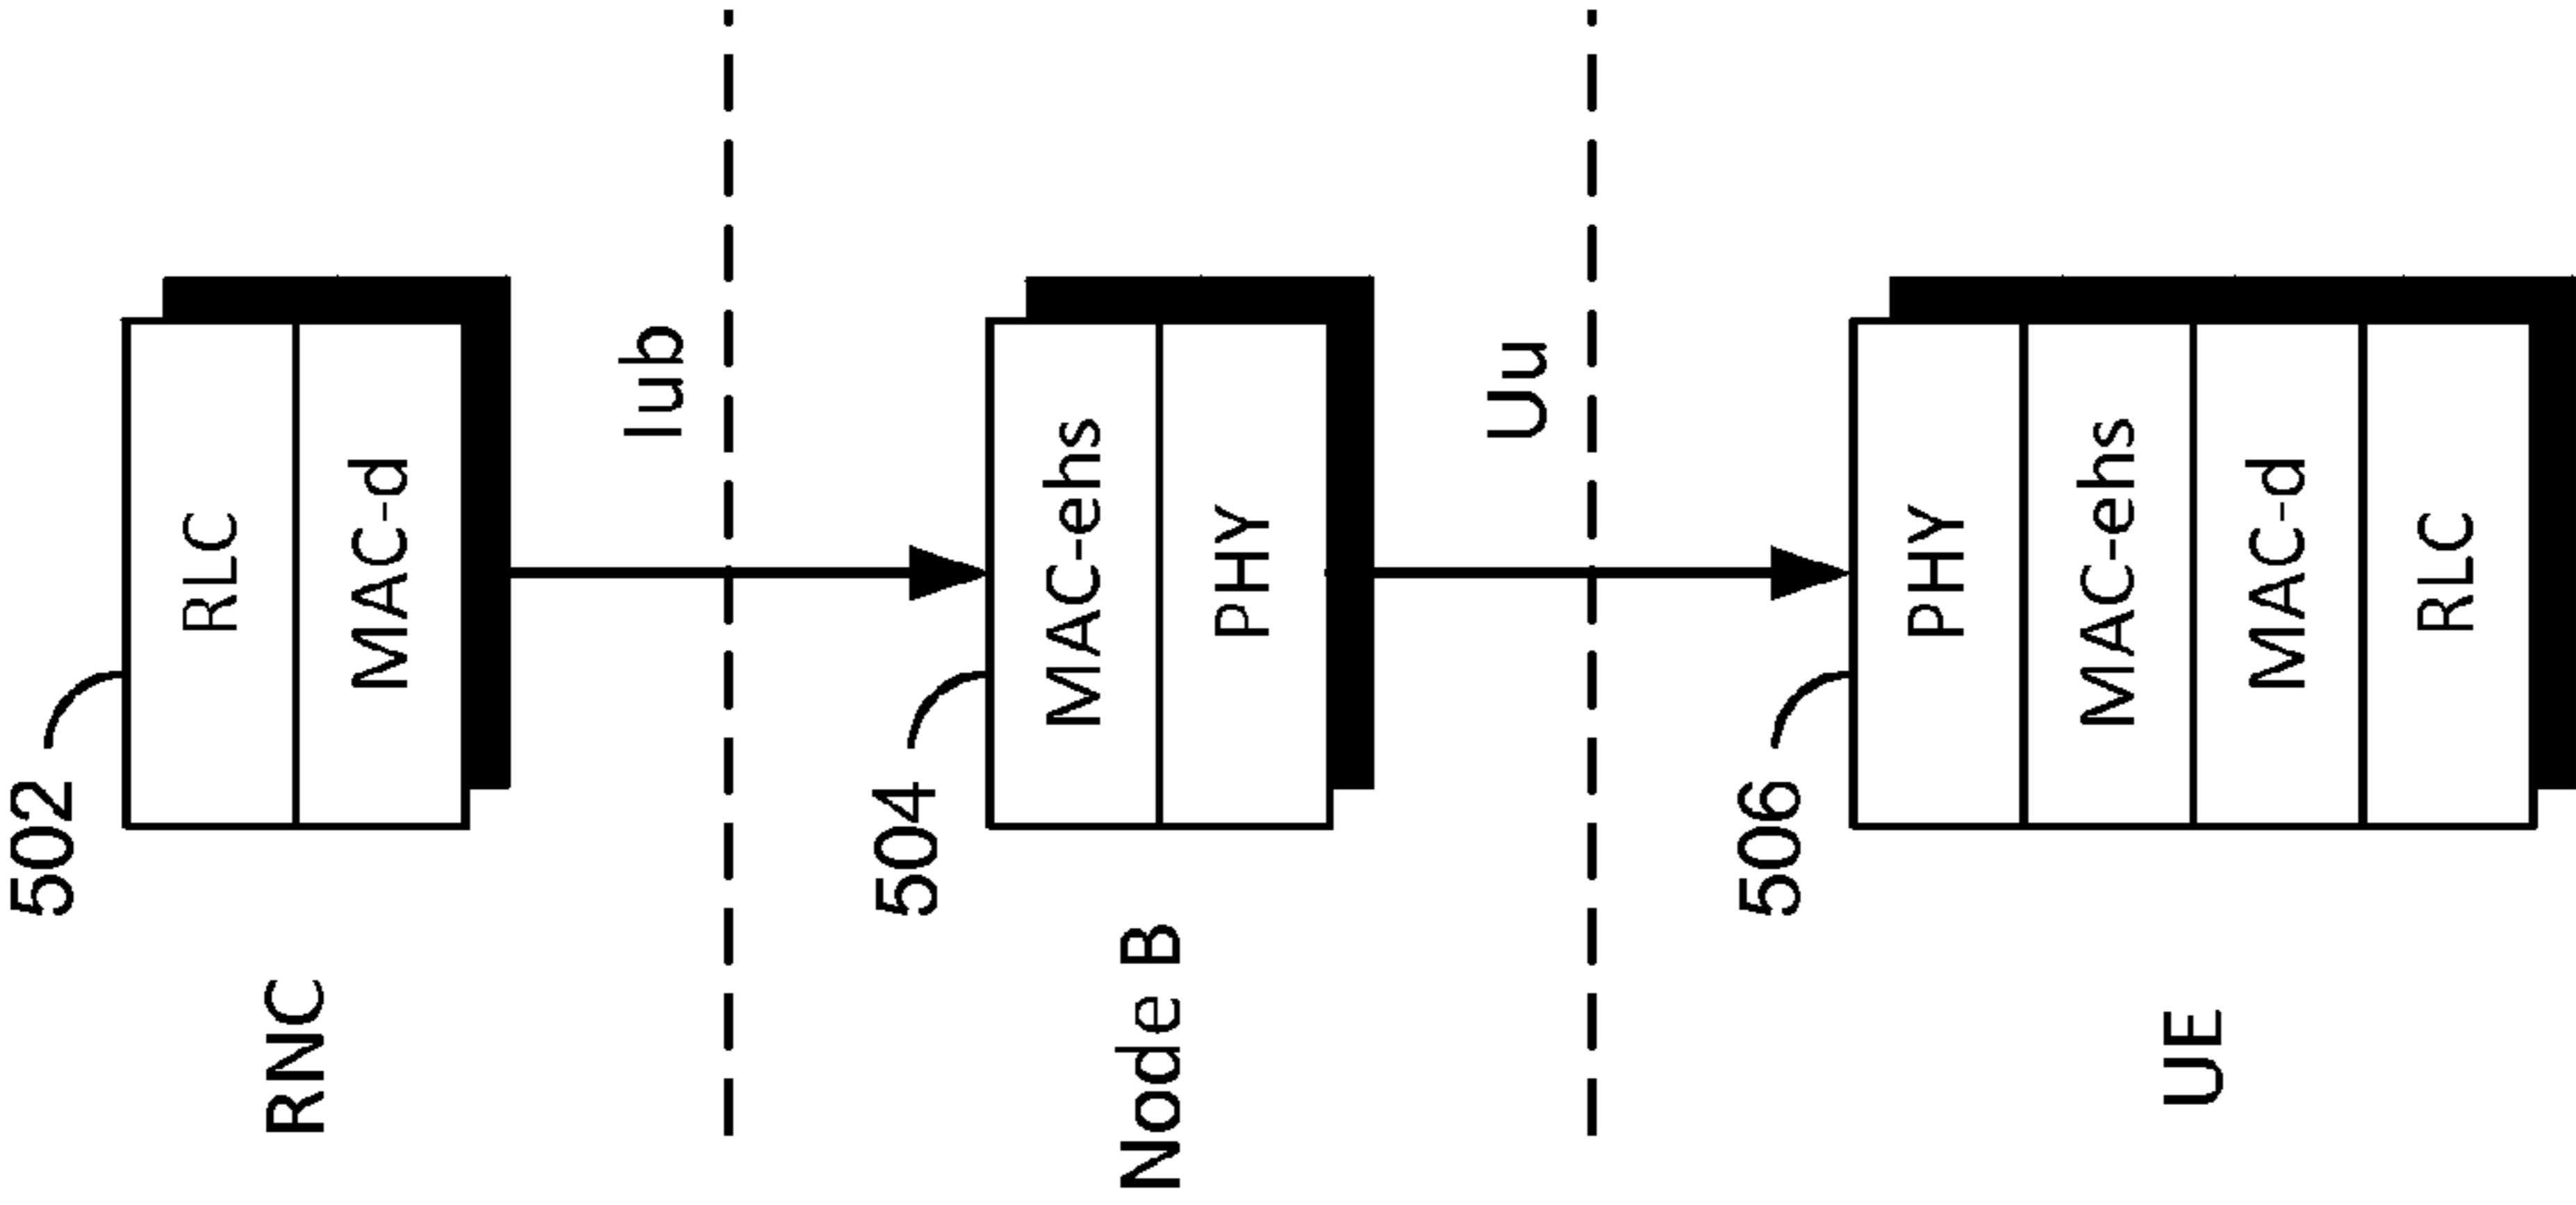 RNC
502
RLC
MAC-d
Iub
Node B
504
MAC-ehs
PHY
Uu
UE
506
PHY
MAC-ehs
MAC-d
RLC